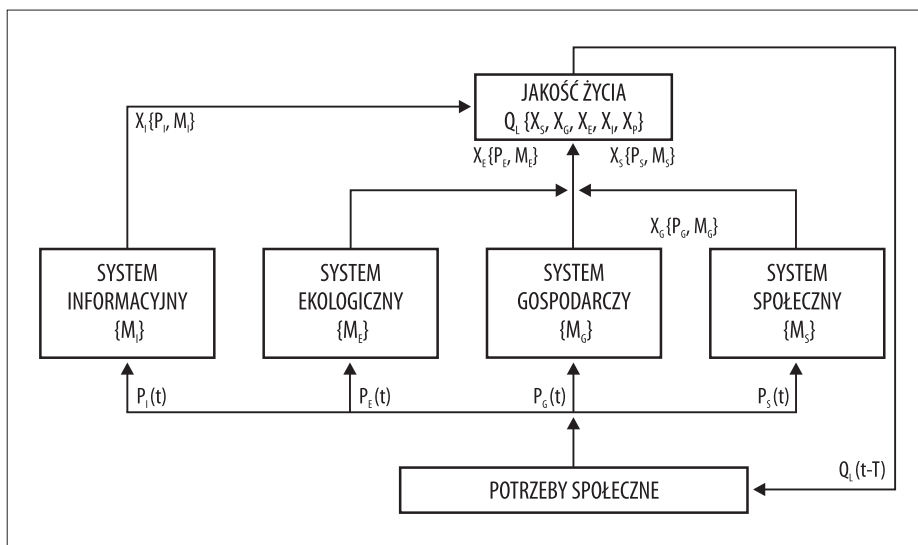 JAKOŚĆ ŻYCIA
Q_L {X_S, X_G, X_E, X_I, X_P}
X_I{P_I, M_I}
X_E{P_E, M_E}
X_S{P_S, M_S}
X_G{P_G, M_G}
SYSTEM
INFORMACYJNY
{M_I}
SYSTEM
EKOLOGICZNY
{M_E}
SYSTEM
GOSPODARCZY
{M_G}
SYSTEM
SPOŁECZNY
{M_S}
P_I(t)
P_E(t)
P_G(t)
P_S(t)
POTRZEBY SPOŁECZNE
Q_L(t-T)